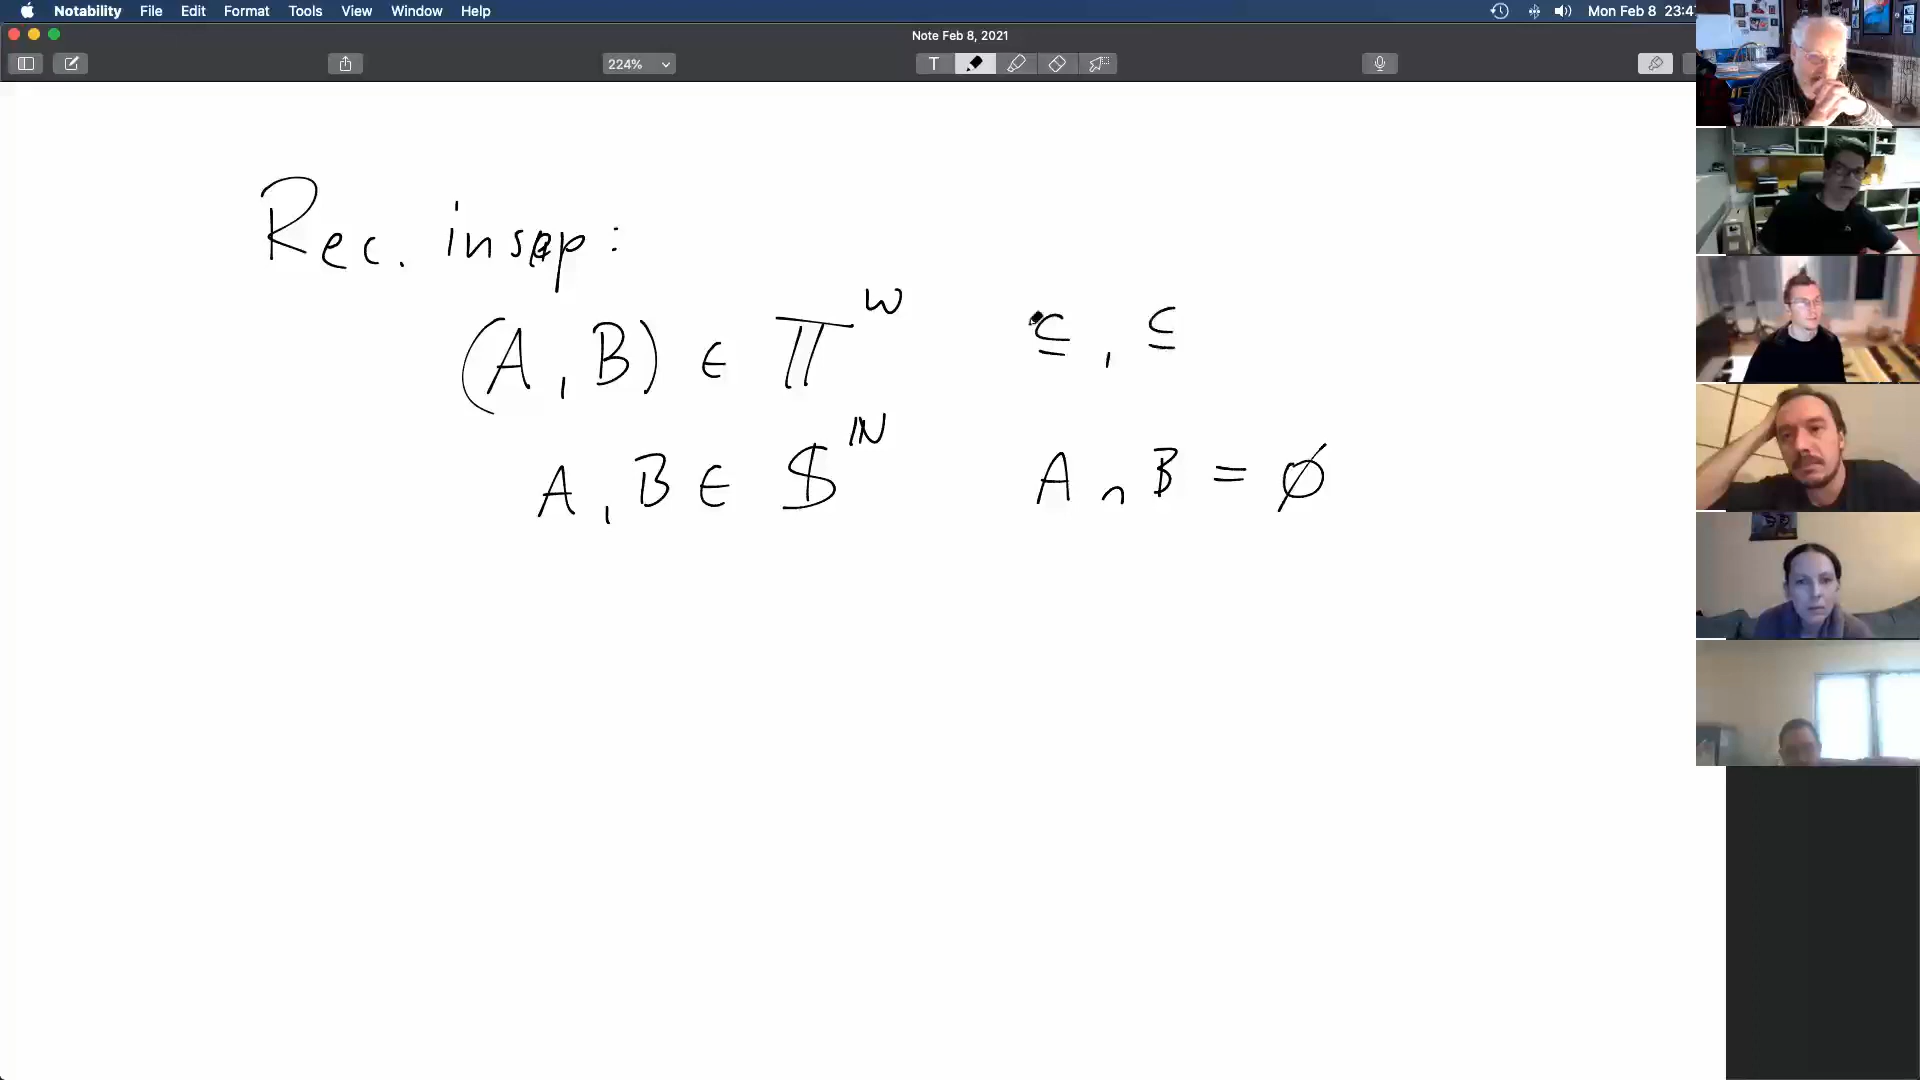 Notability File Edit Format Tools View Window Help Mon Feb 8 23:4
Note Feb 8, 2021
224% T
Rec. insep:
(A, B) ∈ 𝕋^ω ⊆, ⊆
A, B ∈ $^ℕ A ∩ B = ∅